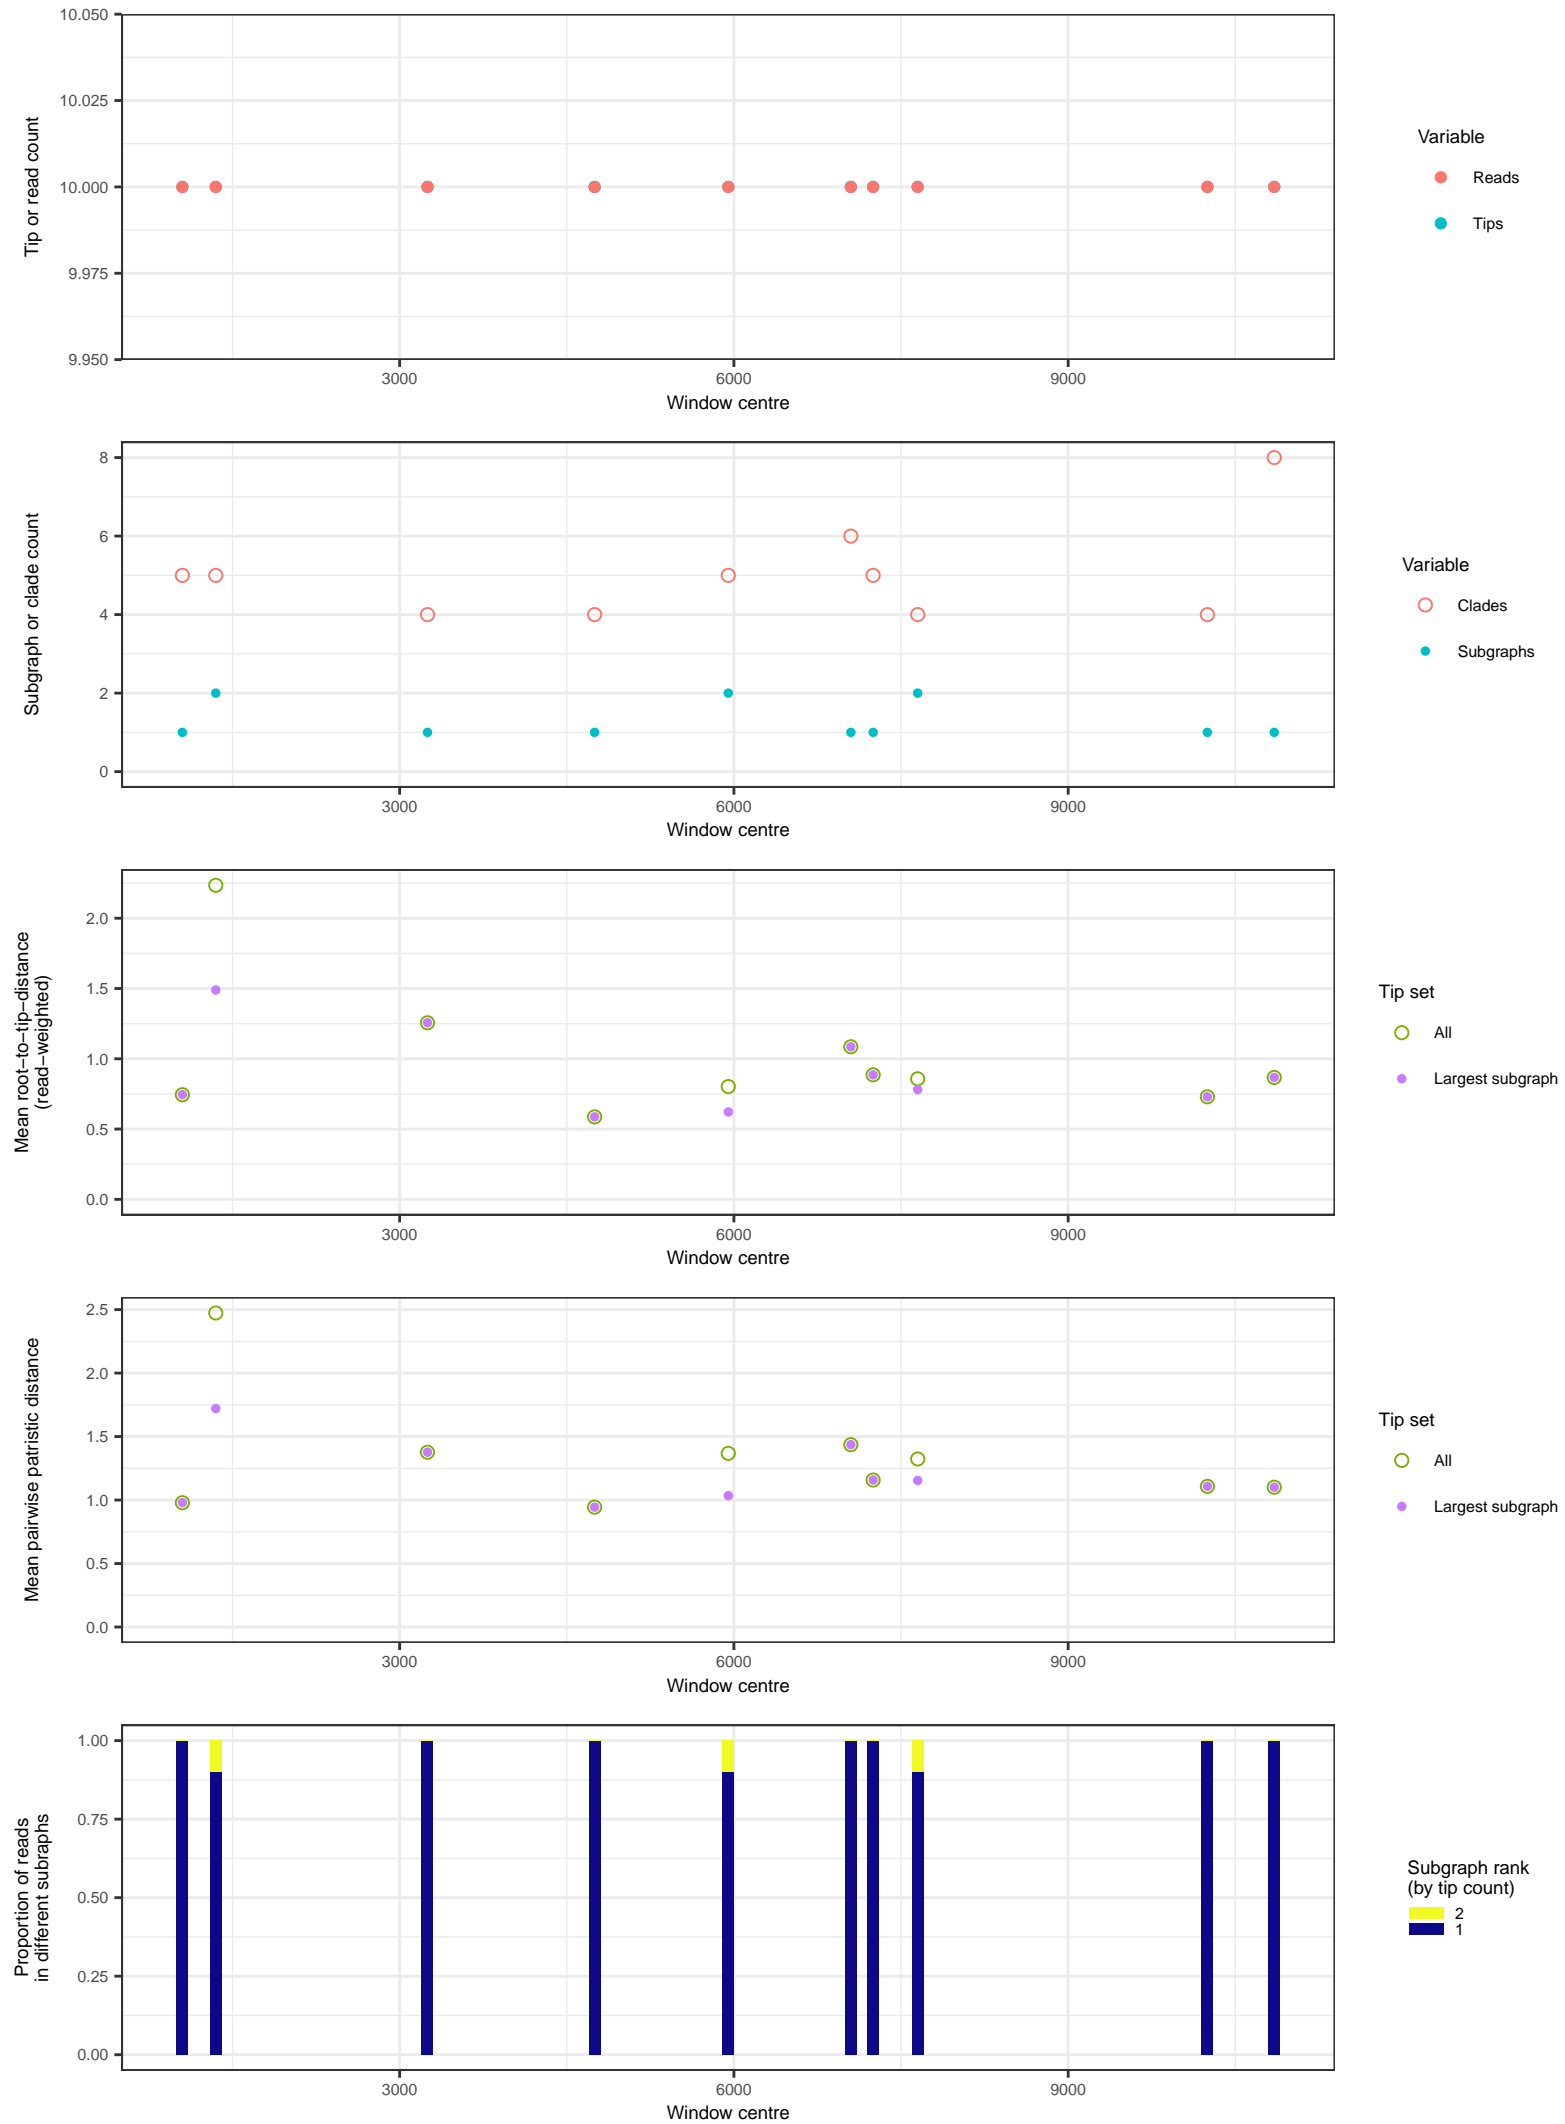 10.050
10.025
10.000
9.975
9.950
Tip or read count
3000
6000
9000
Window centre
Variable
Reads
Tips
8
6
4
2
0
Subgraph or clade count
3000
6000
9000
Window centre
Variable
Clades
Subgraphs
2.0
1.5
1.0
0.5
0.0
Mean root−to−tip−distance
(read−weighted)
3000
6000
9000
Window centre
Tip set
All
Largest subgraph
2.5
2.0
1.5
1.0
0.5
0.0
Mean pairwise patristic distance
3000
6000
9000
Window centre
Tip set
All
Largest subgraph
1.00
0.75
0.50
0.25
0.00
Proportion of reads
in different subraphs
3000
6000
9000
Window centre
Subgraph rank
(by tip count)
2
1